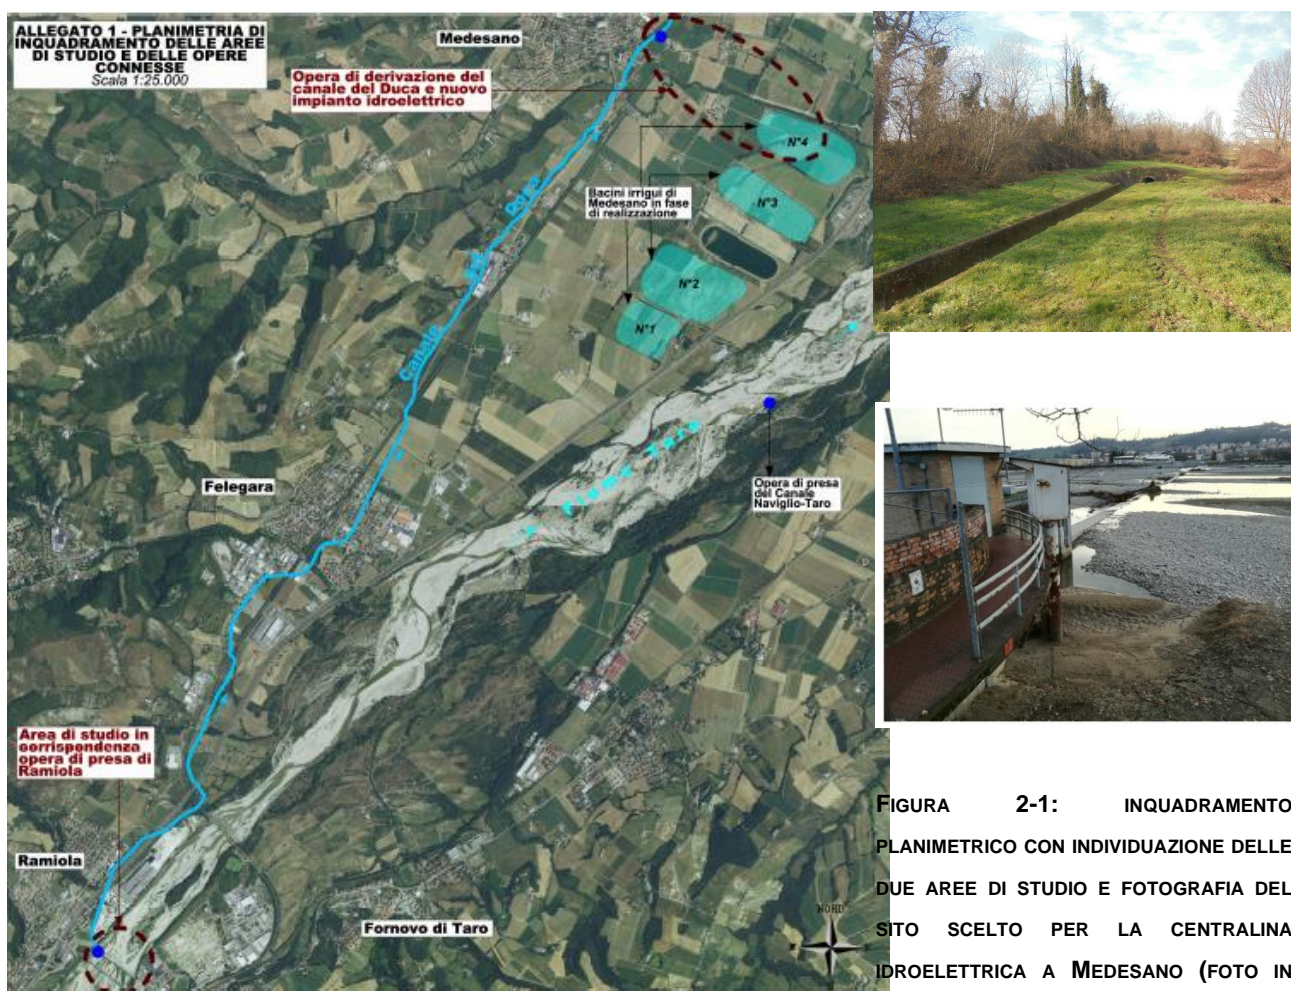 ALLEGATO 1 - PLANIMETRIA DI
INQUADRAMENTO DELLE AREE
DI STUDIO E DELLE OPERE
CONNESSE
Scala 1:25.000
Medesano
Opera di derivazione del
canale del Duca e nuovo
impianto idroelettrico
N°4
Bacini irrigui di
Medesano in fase
di realizzazione
N°3
N°2
N°1
Canale
Fiume Taro
Opera di presa
del Canale
Naviglio-Taro
Felegara
Area di studio in
corrispondenza
opera di presa di
Ramiola
Ramiola
Fornovo di Taro
NORD
FIGURA 2-1: INQUADRAMENTO
PLANIMETRICO CON INDIVIDUAZIONE DELLE
DUE AREE DI STUDIO E FOTOGRAFIA DEL
SITO SCELTO PER LA CENTRALINA
IDROELETTRICA A MEDESANO (FOTO IN